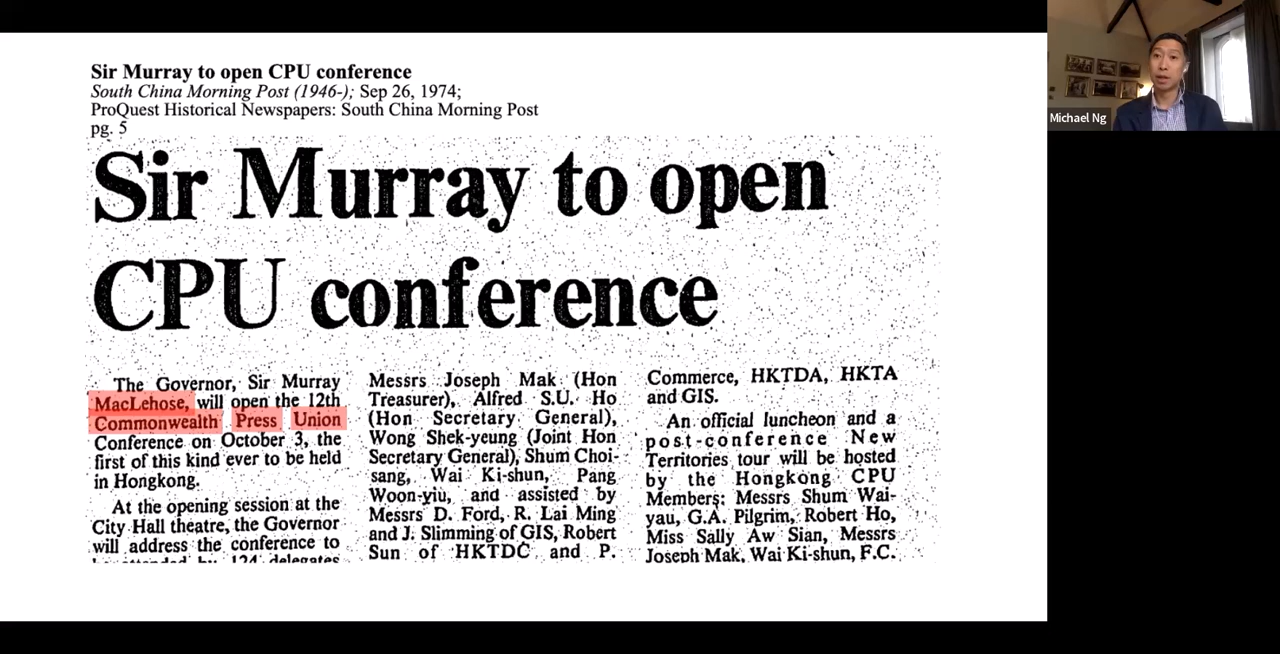 Sir Murray to open CPU conference
South China Morning Post (1946-); Sep 26, 1974;
ProQuest Historical Newspapers: South China Morning Post
pg. 5
Sir Murray to open
CPU conference
The Governor, Sir Murray
MacLehose, will open the 12th
Commonwealth Press Union
Conference on October 3, the
first of this kind ever to be held
in Hongkong.
At the opening session at the
City Hall theatre, the Governor
will address the conference to
be attended by 124 delegates
Messrs Joseph Mak (Hon
Treasurer), Alfred S.U. Ho
(Hon Secretary General),
Wong Shek-yeung (Joint Hon
Secretary General), Shum Choi-
sang, Wai Ki-shun, Pang
Woon-yiu, and assisted by
Messrs D. Ford, R. Lai Ming
and J. Slimming of GIS, Robert
Sun of HKTDC and P.
Commerce, HKTDA, HKTA
and GIS.
An official luncheon and a
post-conference New
Territories tour will be hosted
by the Hongkong CPU
Members: Messrs Shum Wai-
yau, G.A. Pilgrim, Robert Ho,
Miss Sally Aw Sian, Messrs
Joseph Mak, Wai Ki-shun, F.C.
Michael Ng